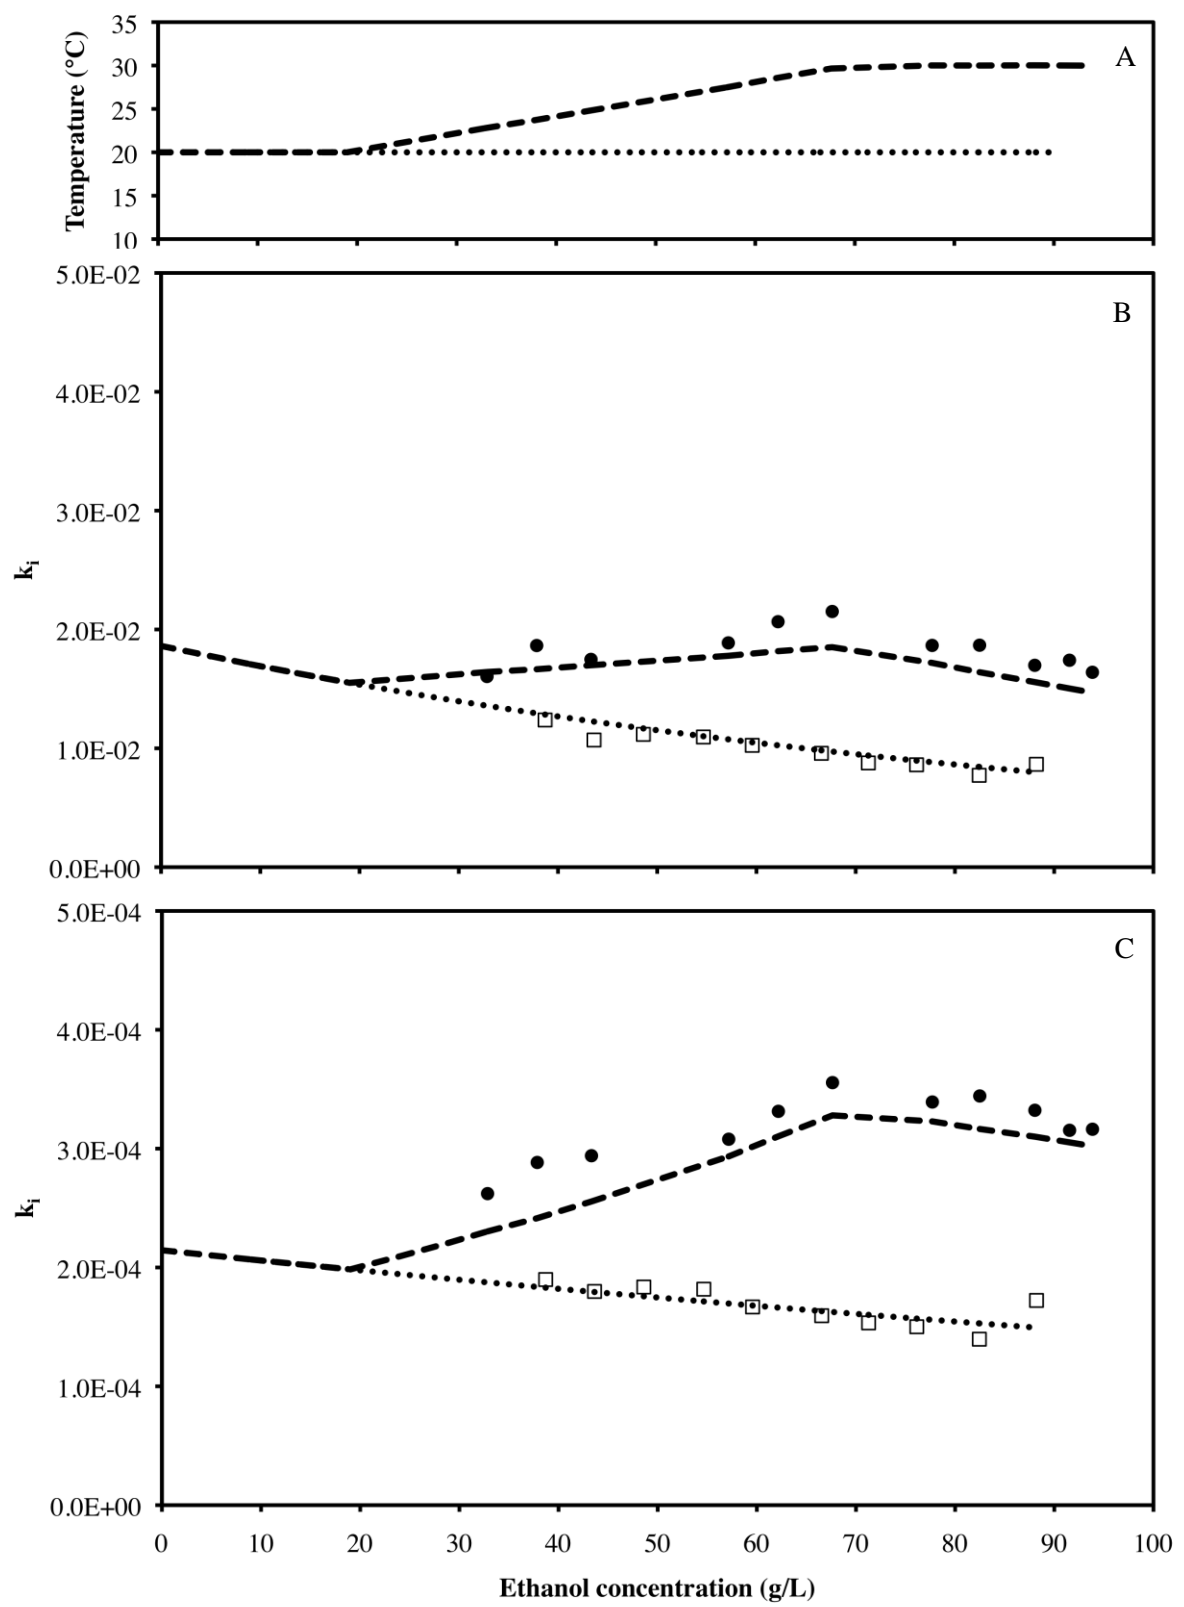 35
30
25
20
15
10
Temperature (°C)
A
5.0E-02
4.0E-02
3.0E-02
2.0E-02
1.0E-02
0.0E+00
ki
B
5.0E-04
4.0E-04
3.0E-04
2.0E-04
1.0E-04
0.0E+00
ki
C
0 10 20 30 40 50 60 70 80 90 100
Ethanol concentration (g/L)